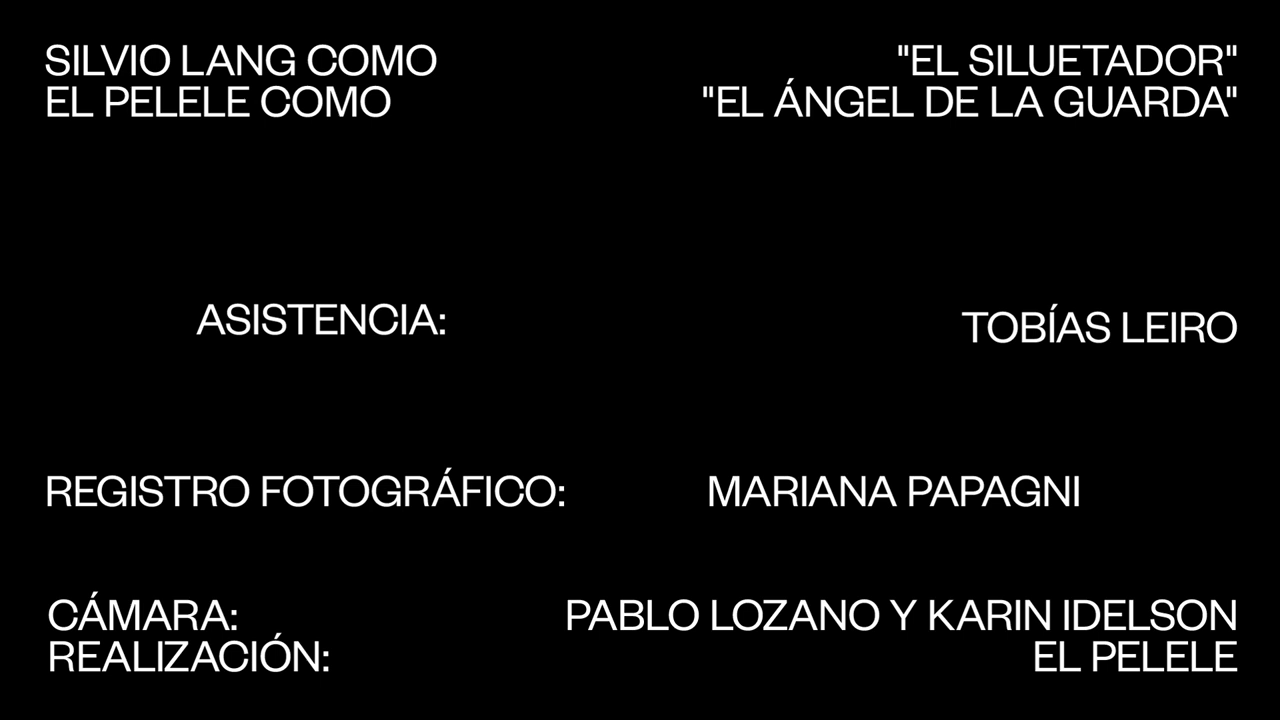 SILVIO LANG COMO "EL SILUETADOR"
EL PELELE COMO "EL ÁNGEL DE LA GUARDA"
ASISTENCIA: TOBÍAS LEIRO
REGISTRO FOTOGRÁFICO: MARIANA PAPAGNI
CÁMARA: PABLO LOZANO Y KARIN IDELSON
REALIZACIÓN: EL PELELE